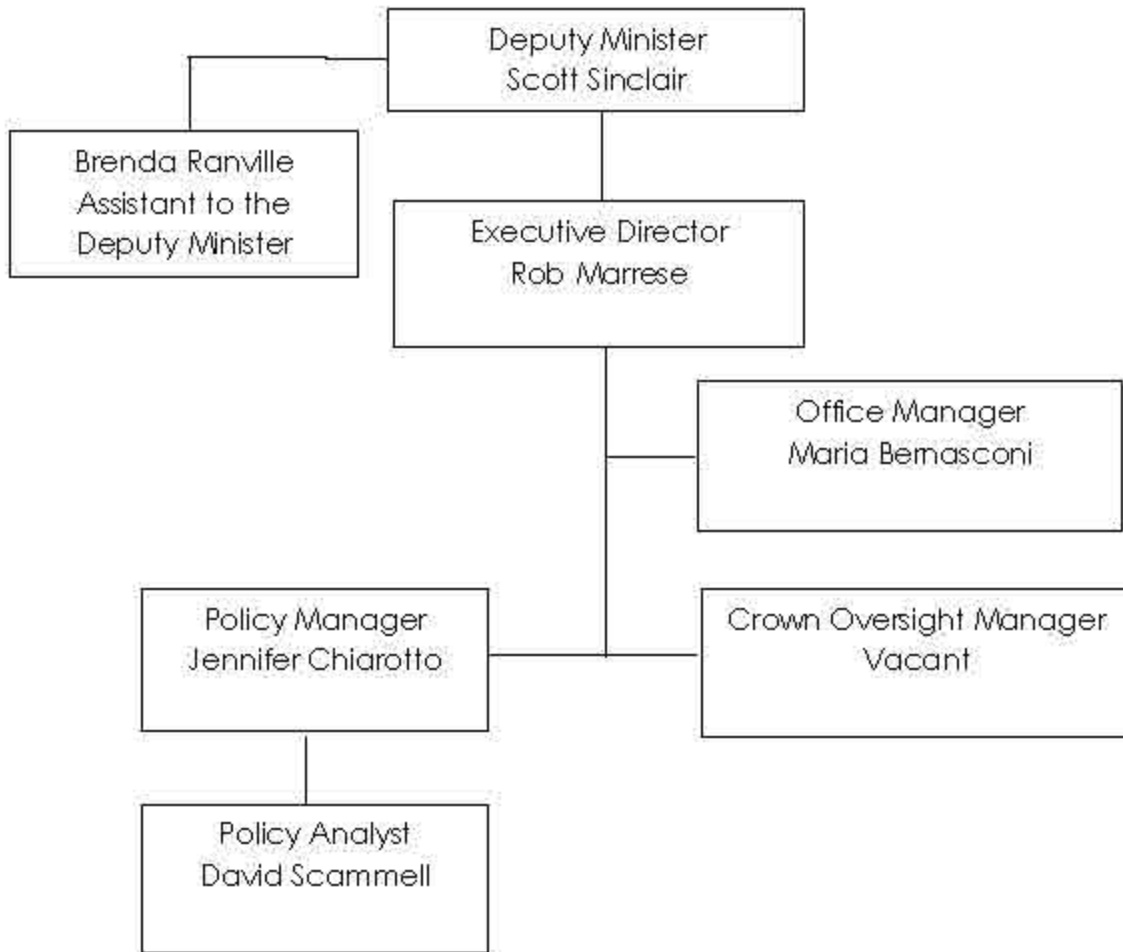 Deputy Minister
Scott Sinclair
Brenda Ranville
Assistant to the
Deputy Minister
Executive Director
Rob Marrese
Office Manager
Maria Bernasconi
Policy Manager
Jennifer Chiarotto
Crown Oversight Manager
Vacant
Policy Analyst
David Scammell